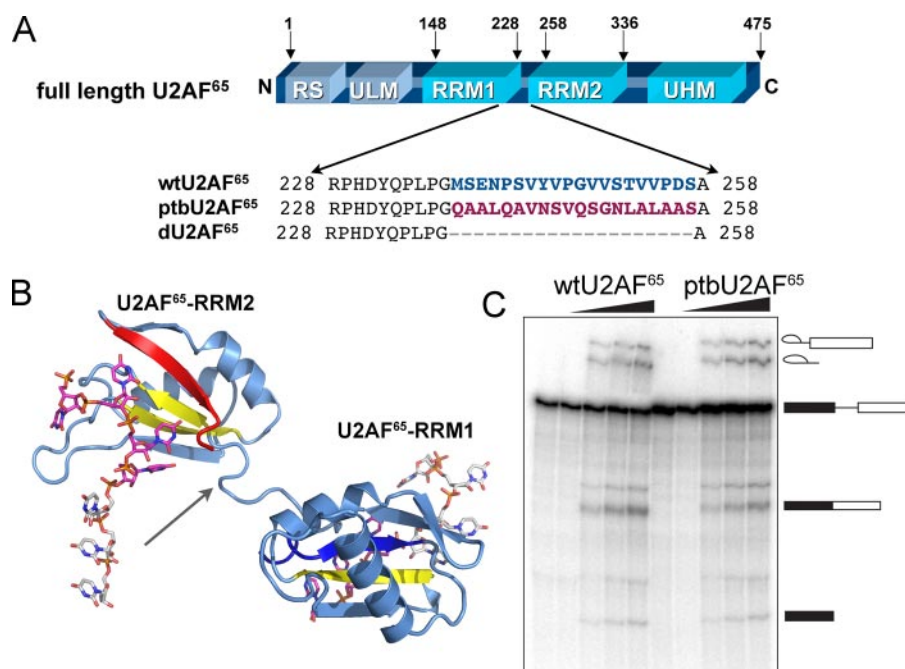 A
1 148 228 258 336 475
full length U2AF65 N RS ULM RRM1 RRM2 UHM C
wtU2AF65 228 RPHDYQPLPGMSENPSVYVPGVVSTVVPDSA 258
ptbU2AF65 228 RPHDYQPLPGQAALQAVNSVQSGNLALAASA 258
dU2AF65 228 RPHDYQPLPG---------------------A 258
B
U2AF65-RRM2
U2AF65-RRM1
C
wtU2AF65 ptbU2AF65